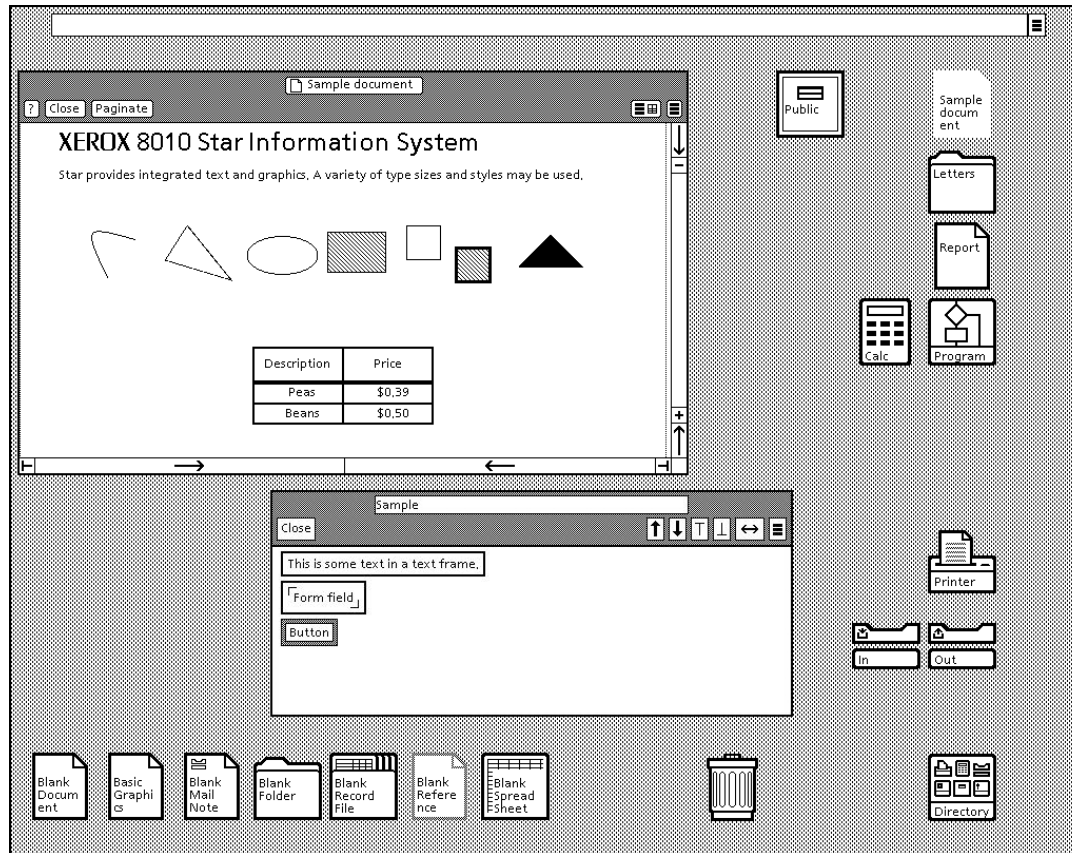 Sample document
? Close Paginate
XEROX 8010 Star Information System
Star provides integrated text and graphics. A variety of type sizes and styles may be used.
Description Price
Peas $0.39
Beans $0.50
Public
Sample
docum
ent
Letters
Report
Calc
Program
Sample
Close
This is some text in a text frame.
Form field
Button
Printer
In
Out
Blank
Docum
ent
Basic
Graphi
cs
Blank
Mail
Note
Blank
Folder
Blank
Record
File
Blank
Refere
nce
Blank
Spread
Sheet
Directory